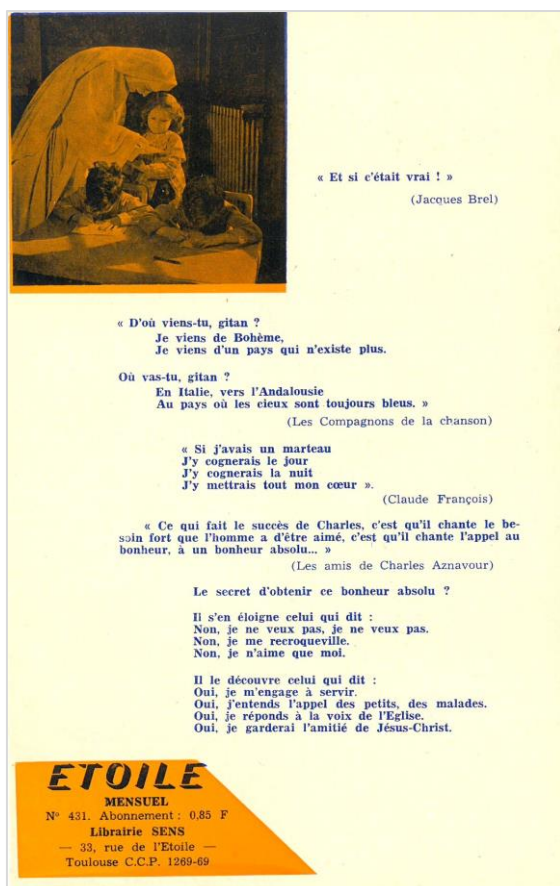 « Et si c'était vrai ! »
(Jacques Brel)
« D'où viens-tu, gitan ?
Je viens de Bohème,
Je viens d'un pays qui n'existe plus.
Où vas-tu, gitan ?
En Italie, vers l'Andalousie
Au pays où les cieux sont toujours bleus. »
(Les Compagnons de la chanson)
« Si j'avais un marteau
J'y cognerais le jour
J'y cognerais la nuit
J'y mettrais tout mon cœur ».
(Claude François)
« Ce qui fait le succès de Charles, c'est qu'il chante le be-
soin fort que l'homme a d'être aimé, c'est qu'il chante l'appel au
bonheur, à un bonheur absolu... »
(Les amis de Charles Aznavour)
Le secret d'obtenir ce bonheur absolu ?
Il s'en éloigne celui qui dit :
Non, je ne veux pas, je ne veux pas.
Non, je me recroqueville.
Non, je n'aime que moi.
Il le découvre celui qui dit :
Oui, je m'engage à servir.
Oui, j'entends l'appel des petits, des malades.
Oui, je réponds à la voix de l'Eglise.
Oui, je garderai l'amitié de Jésus-Christ.
ETOILE
MENSUEL
N° 431. Abonnement : 0,85 F
Librairie SENS
— 33, rue de l'Etoile —
Toulouse C.C.P. 1269-69